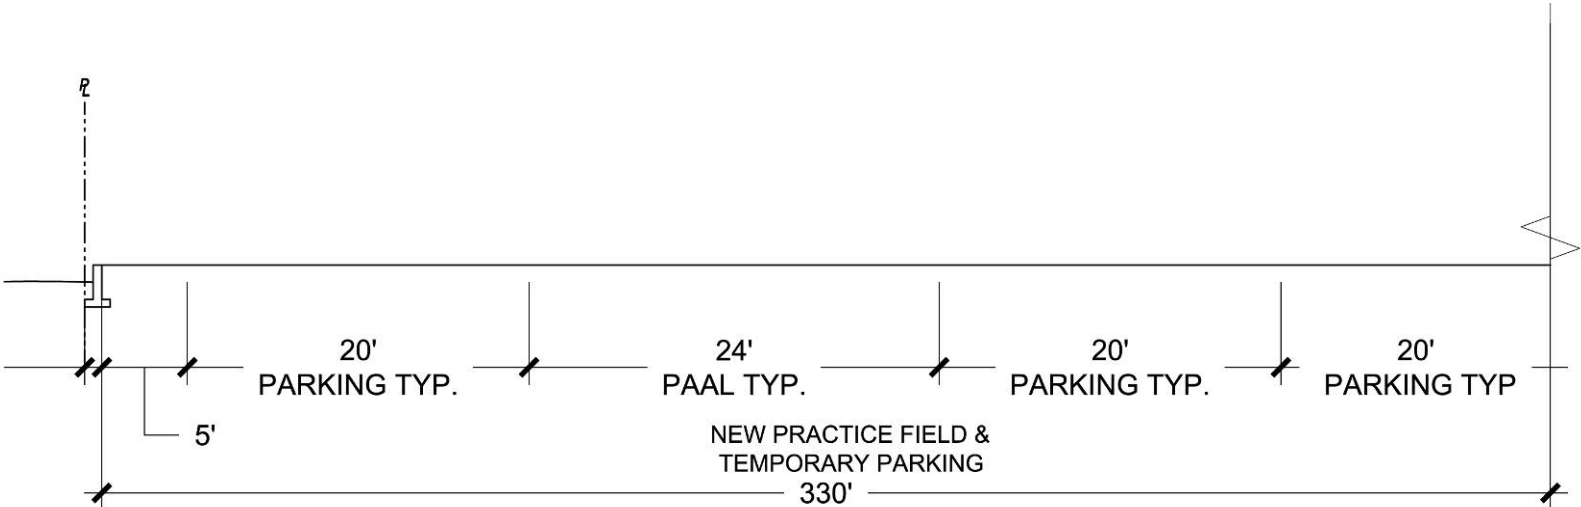 PL
20'
PARKING TYP.
24'
PAAL TYP.
20'
PARKING TYP.
20'
PARKING TYP
5'
NEW PRACTICE FIELD &
TEMPORARY PARKING
330'